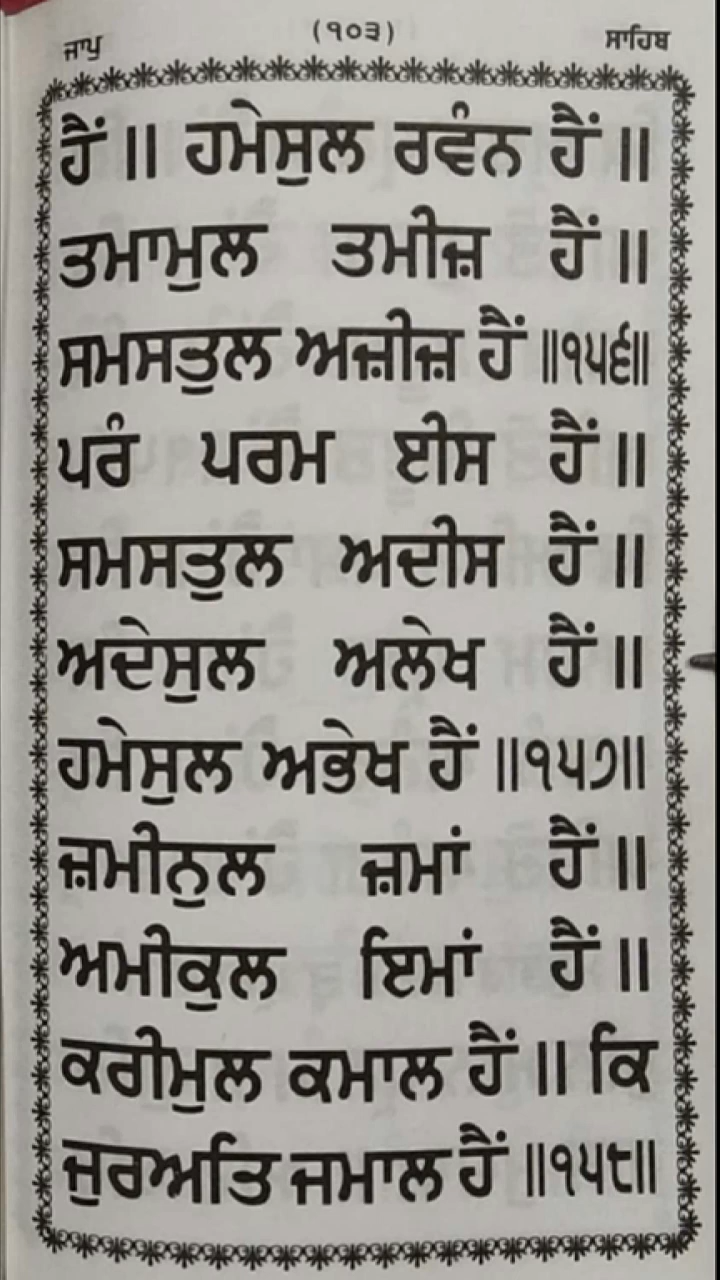 ਜਾਪੁ (੧੦੩) ਸਾਹਿਬ
ਹੈਂ ॥ ਹਮੇਸੁਲ ਰਵੰਨ ਹੈਂ ॥
ਤਮਾਮੁਲ ਤਮੀਜ਼ ਹੈਂ ॥
ਸਮਸਤੁਲ ਅਜ਼ੀਜ਼ ਹੈਂ ॥੧੫੬॥
ਪਰੰ ਪਰਮ ਈਸ ਹੈਂ ॥
ਸਮਸਤੁਲ ਅਦੀਸ ਹੈਂ ॥
ਅਦੇਸੁਲ ਅਲੇਖ ਹੈਂ ॥
ਹਮੇਸੁਲ ਅਭੇਖ ਹੈਂ ॥੧੫੭॥
ਜ਼ਮੀਨੁਲ ਜ਼ਮਾਂ ਹੈਂ ॥
ਅਮੀਕੁਲ ਇਮਾਂ ਹੈਂ ॥
ਕਰੀਮੁਲ ਕਮਾਲ ਹੈਂ ॥ ਕਿ
ਜੁਰਅਤਿ ਜਮਾਲ ਹੈਂ ॥੧੫੮॥